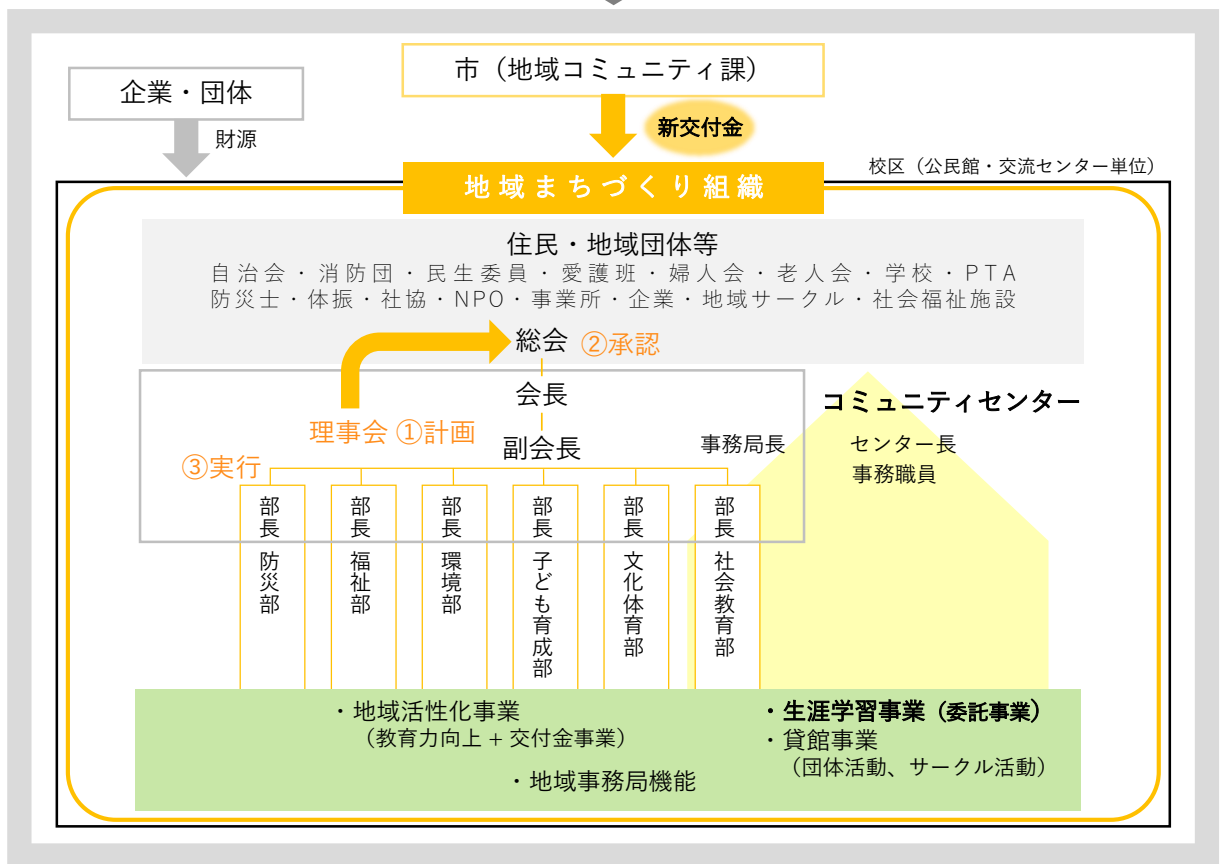 市（地域コミュニティ課）
企業・団体
財源
新交付金
校区（公民館・交流センター単位）
地域まちづくり組織
住民・地域団体等
自治会・消防団・民生委員・愛護班・婦人会・老人会・学校・PTA
防災士・体振・社協・NPO・事業所・企業・地域サークル・社会福祉施設
総会 ②承認
会長
コミュニティセンター
理事会 ①計画
副会長
事務局長
センター長
事務職員
③実行
部長 防災部
部長 福祉部
部長 環境部
部長 子ども育成部
部長 文化体育部
部長 社会教育部
・地域活性化事業
（教育力向上 + 交付金事業）
・地域事務局機能
・生涯学習事業（委託事業）
・貸館事業
（団体活動、サークル活動）